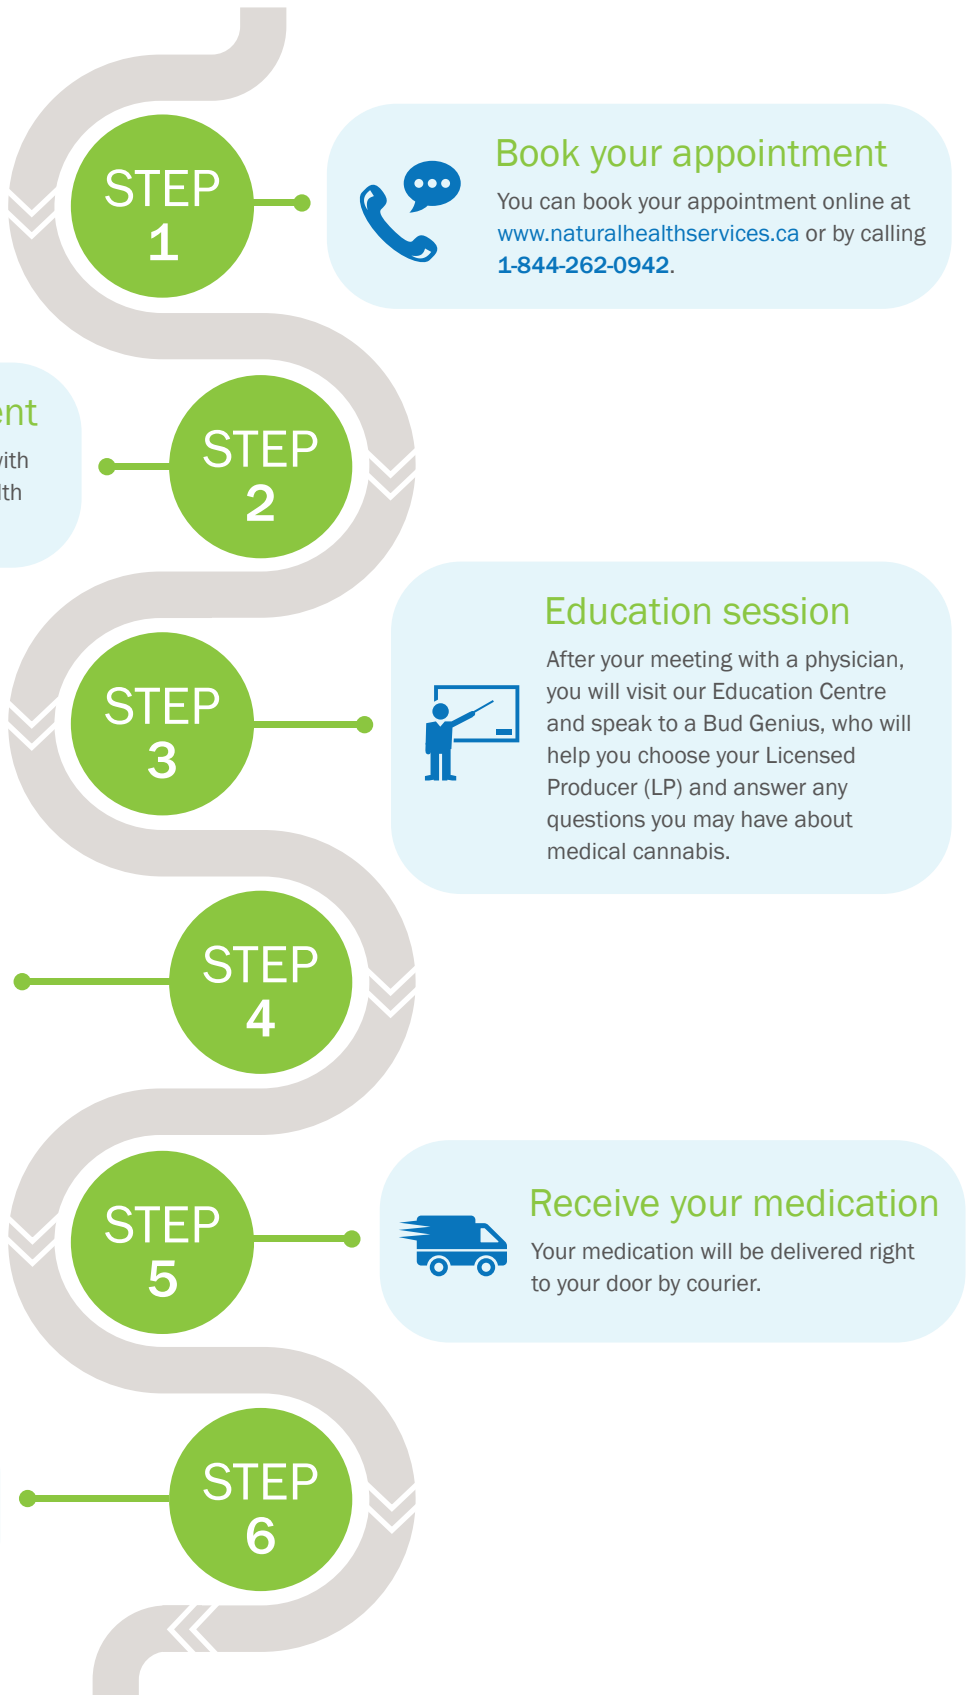 STEP
1
Book your appointment
You can book your appointment online at
www.naturalhealthservices.ca or by calling
1-844-262-0942.
STEP
2
Education session
After your meeting with a physician,
you will visit our Education Centre
and speak to a Bud Genius, who will
help you choose your Licensed
Producer (LP) and answer any
questions you may have about
medical cannabis.
STEP
3
STEP
4
STEP
5
Receive your medication
Your medication will be delivered right
to your door by courier.
STEP
6